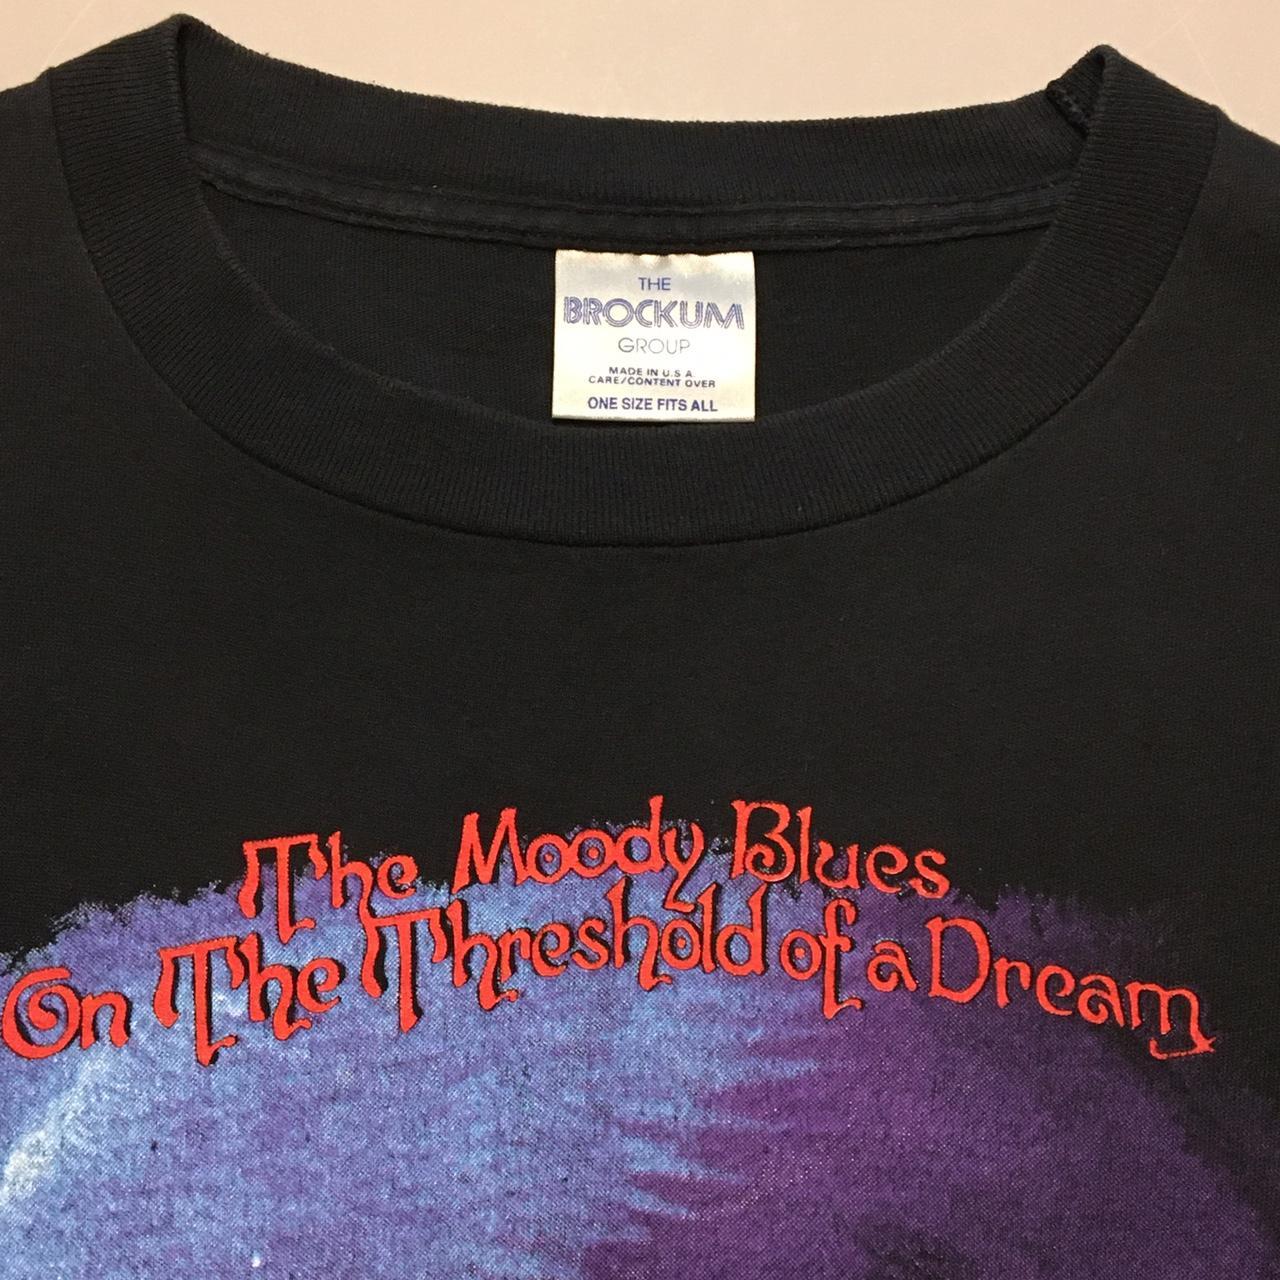 THE
BROCKUM
GROUP
MADE IN U.S.A.
CARE/CONTENT OVER
ONE SIZE FITS ALL
The Moody Blues
On The Threshold of a Dream